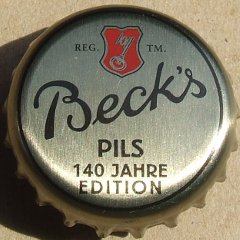 REG. TM.
Beck's
PILS
140 JAHRE
EDITION